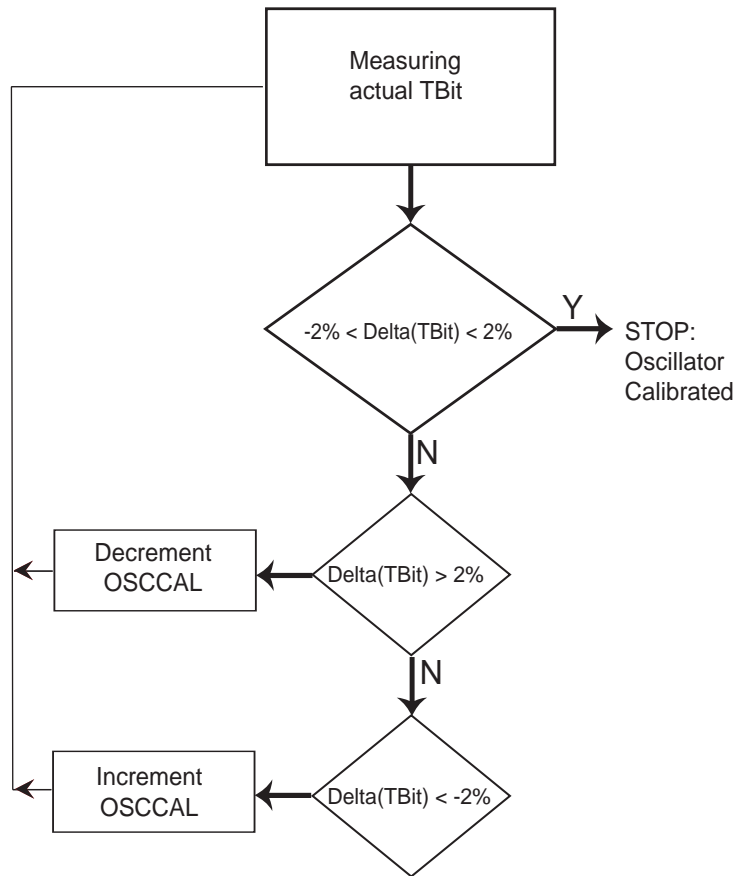 Measuring
actual TBit
-2% < Delta(TBit) < 2%
Y
STOP:
Oscillator
Calibrated
N
Decrement
OSCCAL
Delta(TBit) > 2%
N
Increment
OSCCAL
Delta(TBit) < -2%